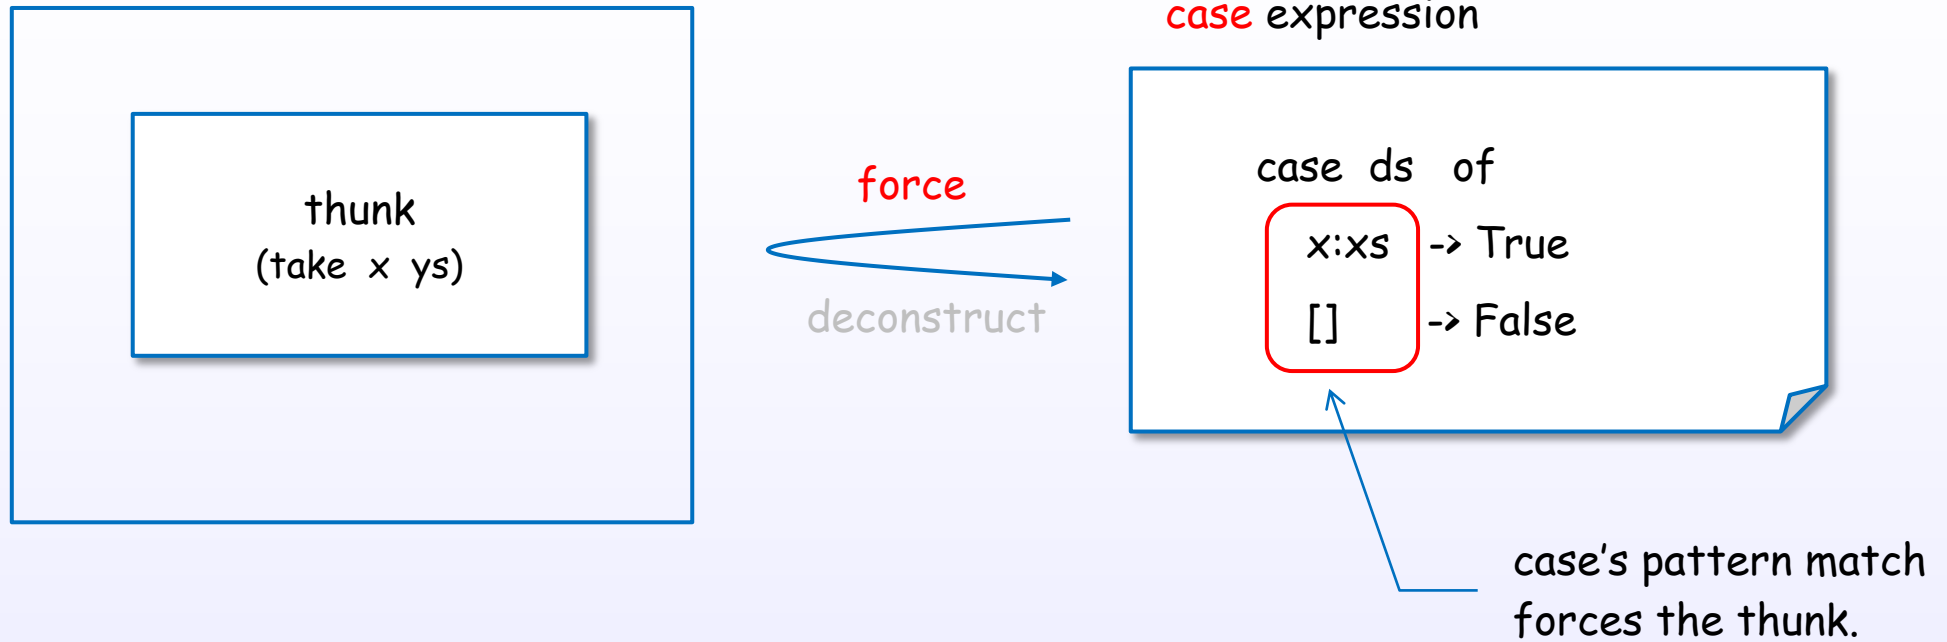 case expression
thunk
(take x ys)
force
deconstruct
case ds of
x:xs -> True
[] -> False
case's pattern match
forces the thunk.